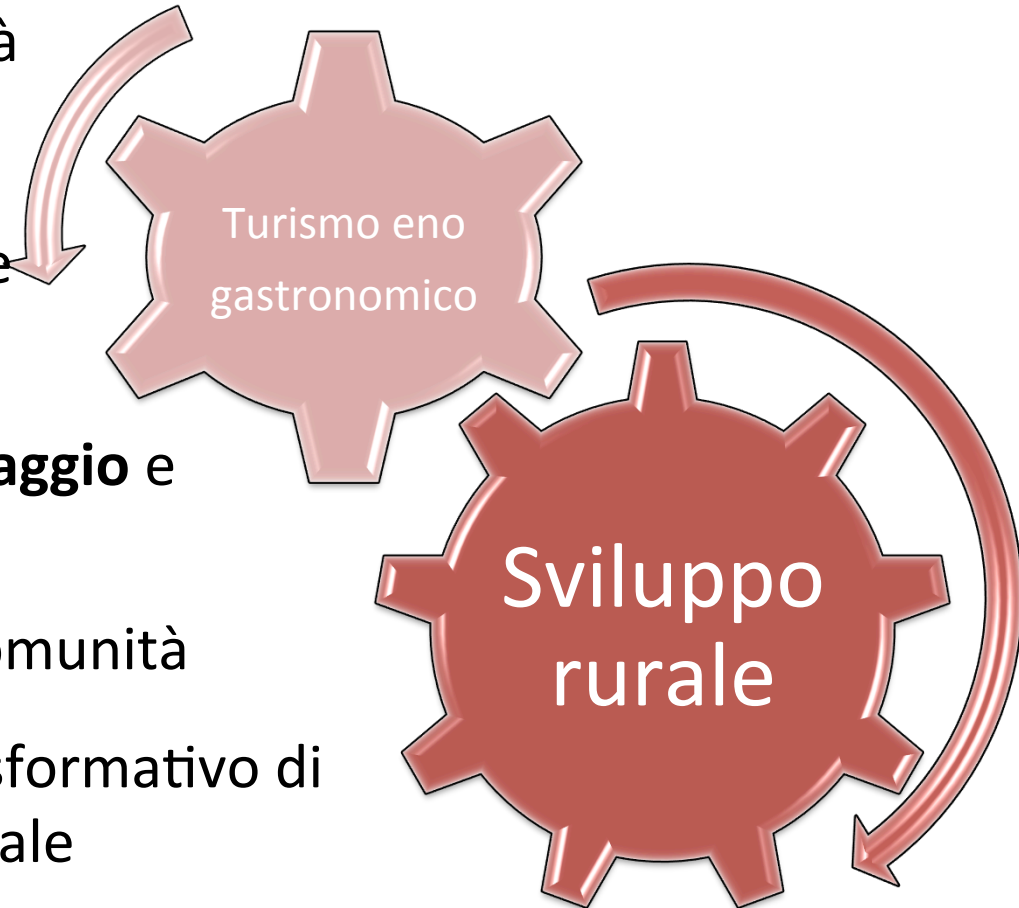 à
e
Turismo eno
gastronomico
aggio e
Sviluppo
rurale
omunità
sformativo di
ale